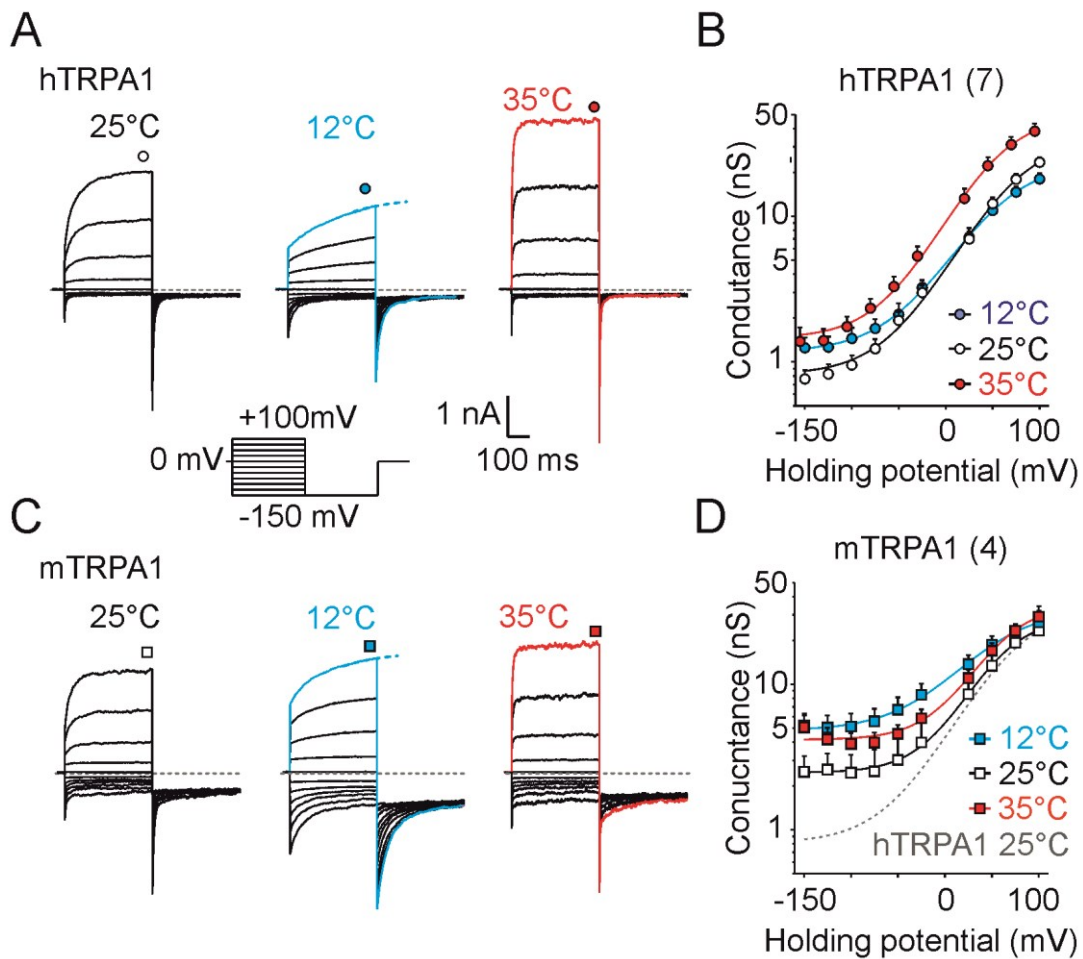 A
hTRPA1
25°C
12°C
35°C
+100mV
0 mV
-150 mV
1 nA
100 ms
B
hTRPA1 (7)
Condutance (nS)
50
10
5
1
12°C
25°C
35°C
-150
0
100
Holding potential (mV)
C
mTRPA1
25°C
12°C
35°C
D
mTRPA1 (4)
Conucntance (nS)
50
10
5
1
12°C
25°C
35°C
hTRPA1 25°C
-150
0
100
Holding potential (mV)